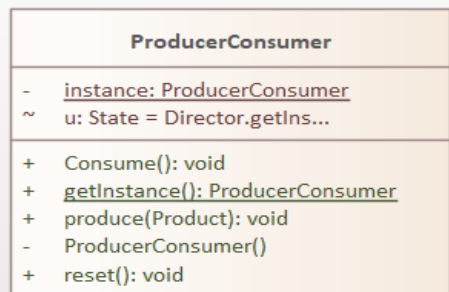 ProducerConsumer
- instance: ProducerConsumer
~ u: State = Director.getIns...
+ Consume(): void
+ getInstance(): ProducerConsumer
+ produce(Product): void
- ProducerConsumer()
+ reset(): void